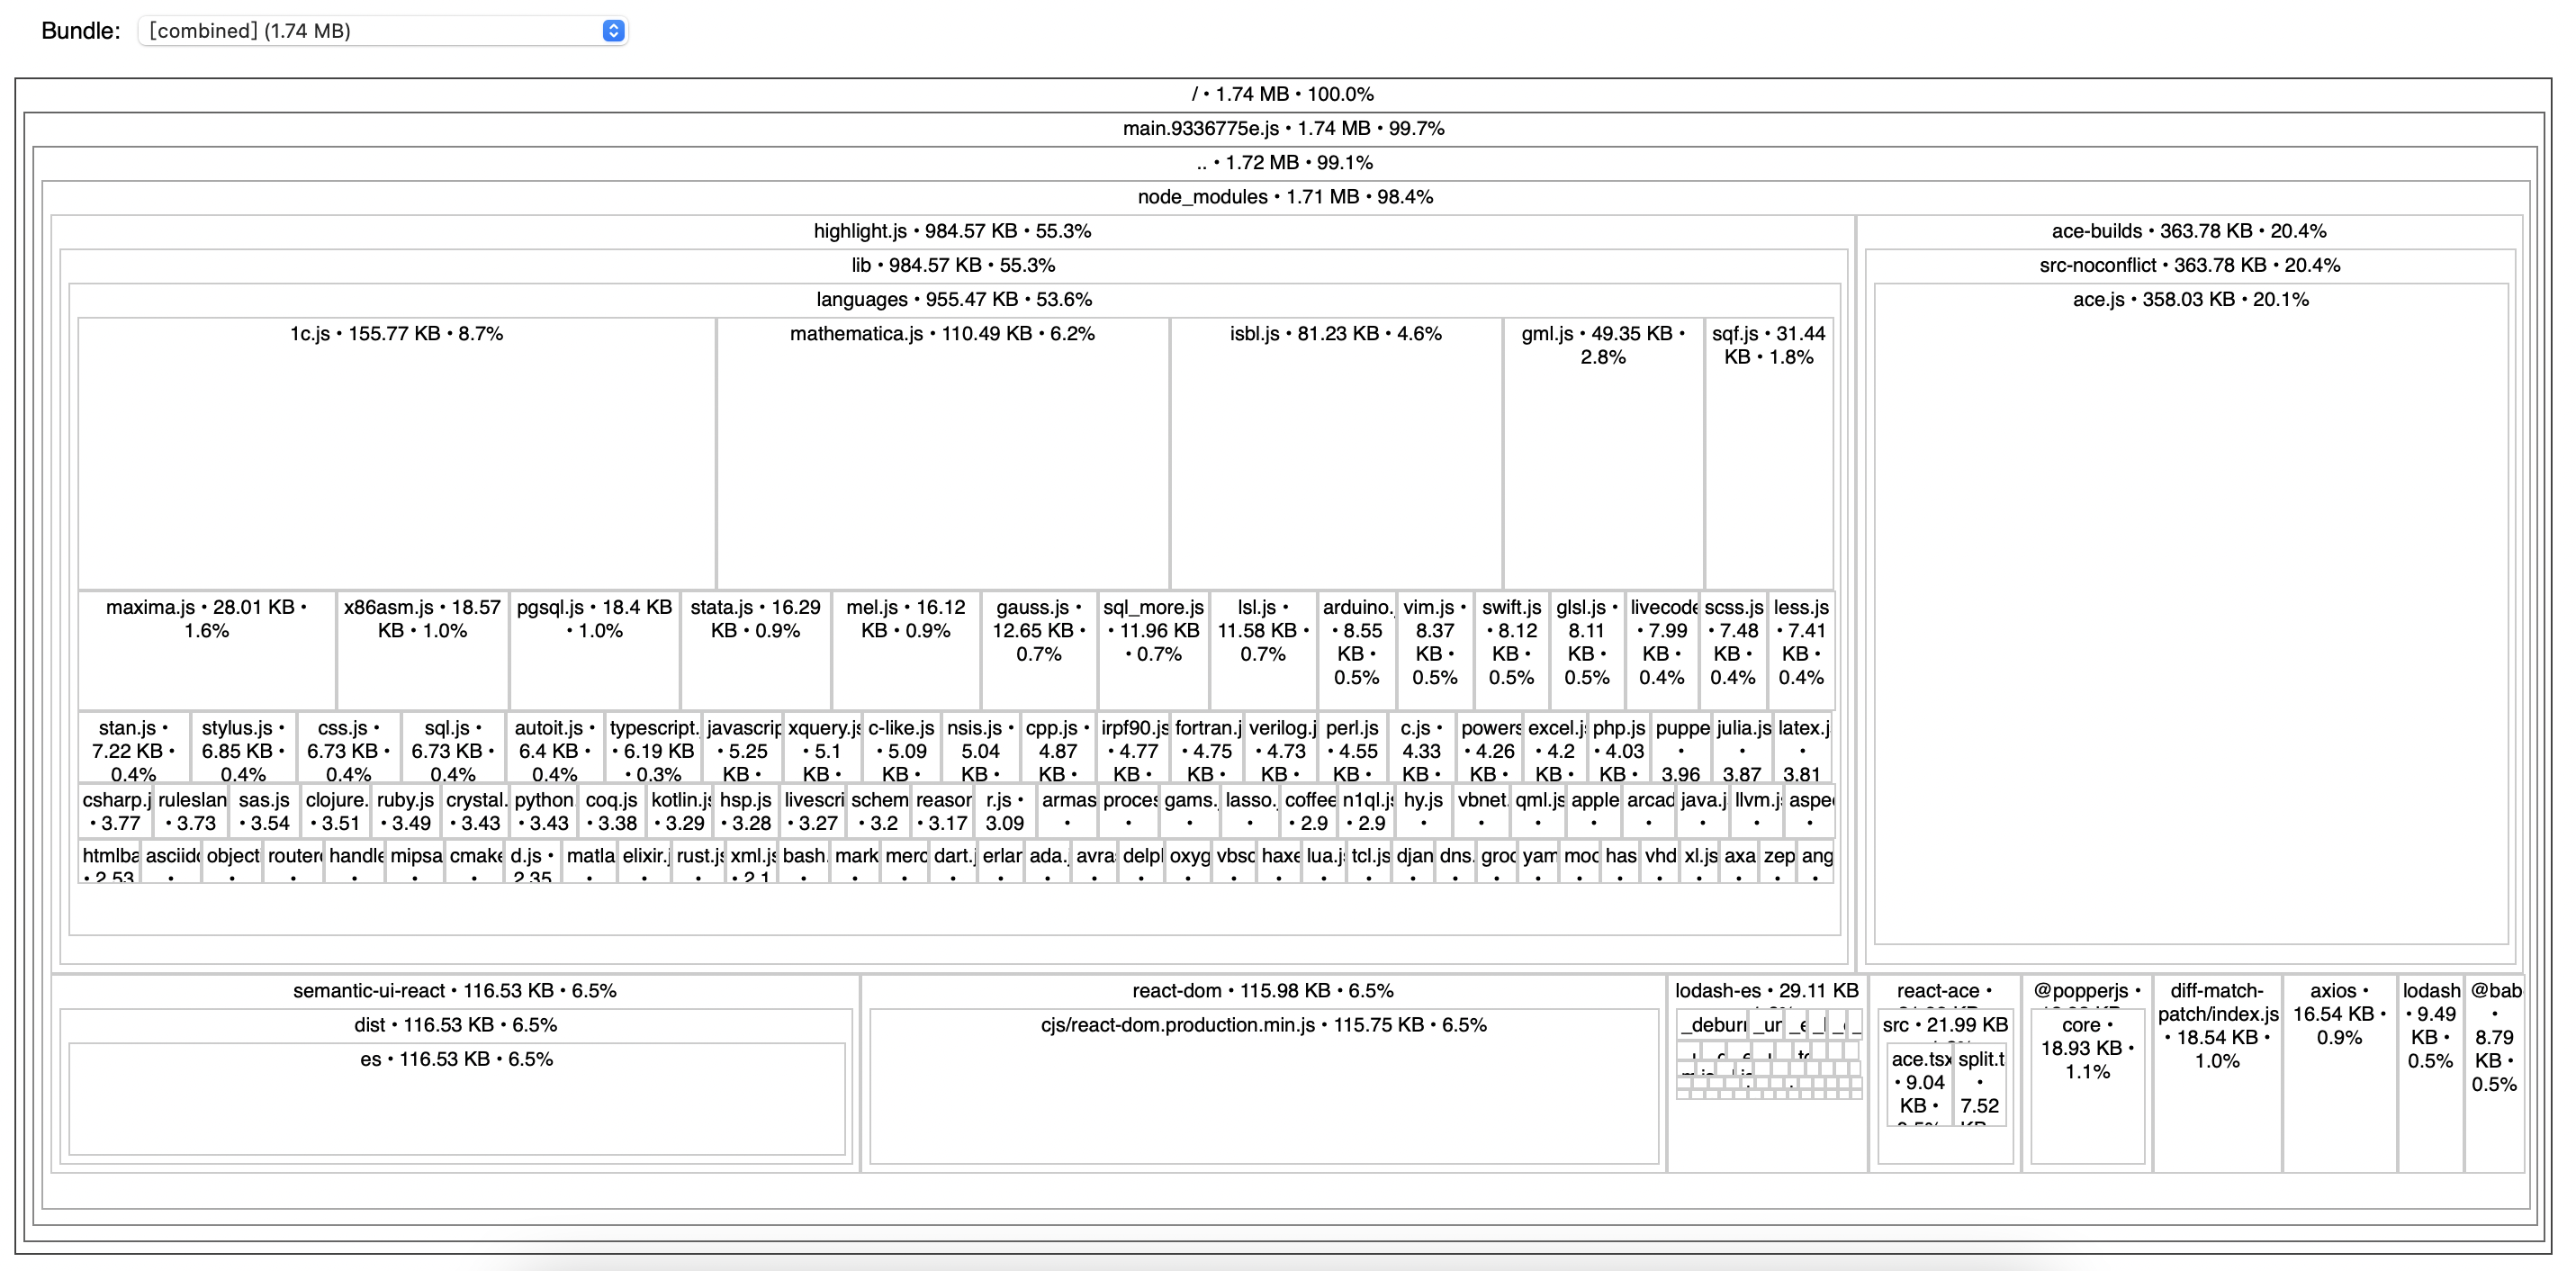 Bundle: [combined] (1.74 MB)
/ • 1.74 MB • 100.0%
main.9336775e.js • 1.74 MB • 99.7%
.. • 1.72 MB • 99.1%
node_modules • 1.71 MB • 98.4%
highlight.js • 984.57 KB • 55.3%
lib • 984.57 KB • 55.3%
languages • 955.47 KB • 53.6%
1c.js • 155.77 KB • 8.7%
mathematica.js • 110.49 KB • 6.2%
isbl.js • 81.23 KB • 4.6%
gml.js • 49.35 KB •
2.8%
sqf.js • 31.44
KB • 1.8%
maxima.js • 28.01 KB •
1.6%
x86asm.js • 18.57
KB • 1.0%
pgsql.js • 18.4 KB
• 1.0%
stata.js • 16.29
KB • 0.9%
mel.js • 16.12
KB • 0.9%
gauss.js •
12.65 KB •
0.7%
sql_more.js
• 11.96 KB
• 0.7%
lsl.js •
11.58 KB •
0.7%
arduino.
• 8.55
KB •
0.5%
vim.js •
8.37
KB •
0.5%
swift.js
• 8.12
KB •
0.5%
glsl.js •
8.11
KB •
0.5%
livecode
• 7.99
KB •
0.4%
scss.js
• 7.48
KB •
0.4%
less.js
• 7.41
KB •
0.4%
stan.js •
7.22 KB •
0.4%
stylus.js •
6.85 KB •
0.4%
css.js •
6.73 KB •
0.4%
sql.js •
6.73 KB •
0.4%
autoit.js •
6.4 KB •
0.4%
typescript.
• 6.19 KB
• 0.3%
javascrip
• 5.25
KB •
xquery.js
• 5.1
KB •
c-like.js
• 5.09
KB •
nsis.js •
5.04
KB •
cpp.js •
4.87
KB •
irpf90.js
• 4.77
KB •
fortran.j
• 4.75
KB •
verilog.j
• 4.73
KB •
perl.js
• 4.55
KB •
c.js •
4.33
KB •
powers
• 4.26
KB •
excel.j
• 4.2
KB •
php.js
• 4.03
KB •
puppe
•
3.96
julia.js
•
3.87
latex.j
•
3.81
csharp.j
• 3.77
ruleslan
• 3.73
sas.js
• 3.54
clojure.
• 3.51
ruby.js
• 3.49
crystal.
• 3.43
python
• 3.43
coq.js
• 3.38
kotlin.js
• 3.29
hsp.js
• 3.28
livescri
• 3.27
schem
• 3.2
reason
• 3.17
r.js •
3.09
armas
•
proces
•
gams.
•
lasso.
•
coffee
• 2.9
n1ql.js
• 2.9
hy.js
•
vbnet.
•
qml.js
•
apple
•
arcad
•
java.j
•
llvm.j
•
aspe
•
htmlba
• 2.53
asciido
•
object
•
router
•
handle
•
mipsa
•
cmake
•
d.js •
2.35
matla
•
elixir.j
•
rust.js
•
xml.js
• 2.1
bash.
•
mark
•
merc
•
dart.j
•
erlan
•
ada.
•
avra
•
delp
•
oxyg
•
vbsc
•
haxe
•
lua.j
•
tcl.js
•
djan
•
dns.
•
groo
•
yam
•
moo
•
has
•
vhd
•
xl.js
•
axa
•
zep
•
ang
•
ace-builds • 363.78 KB • 20.4%
src-noconflict • 363.78 KB • 20.4%
ace.js • 358.03 KB • 20.1%
semantic-ui-react • 116.53 KB • 6.5%
dist • 116.53 KB • 6.5%
es • 116.53 KB • 6.5%
react-dom • 115.98 KB • 6.5%
cjs/react-dom.production.min.js • 115.75 KB • 6.5%
lodash-es • 29.11 KB
_deburr
react-ace •
src • 21.99 KB
ace.tsx
• 9.04
KB •
split.t
•
7.52
@popperjs •
core •
18.93 KB •
1.1%
diff-match-
patch/index.js
• 18.54 KB •
1.0%
axios •
16.54 KB •
0.9%
lodash
• 9.49
KB •
0.5%
@bab
•
8.79
KB •
0.5%